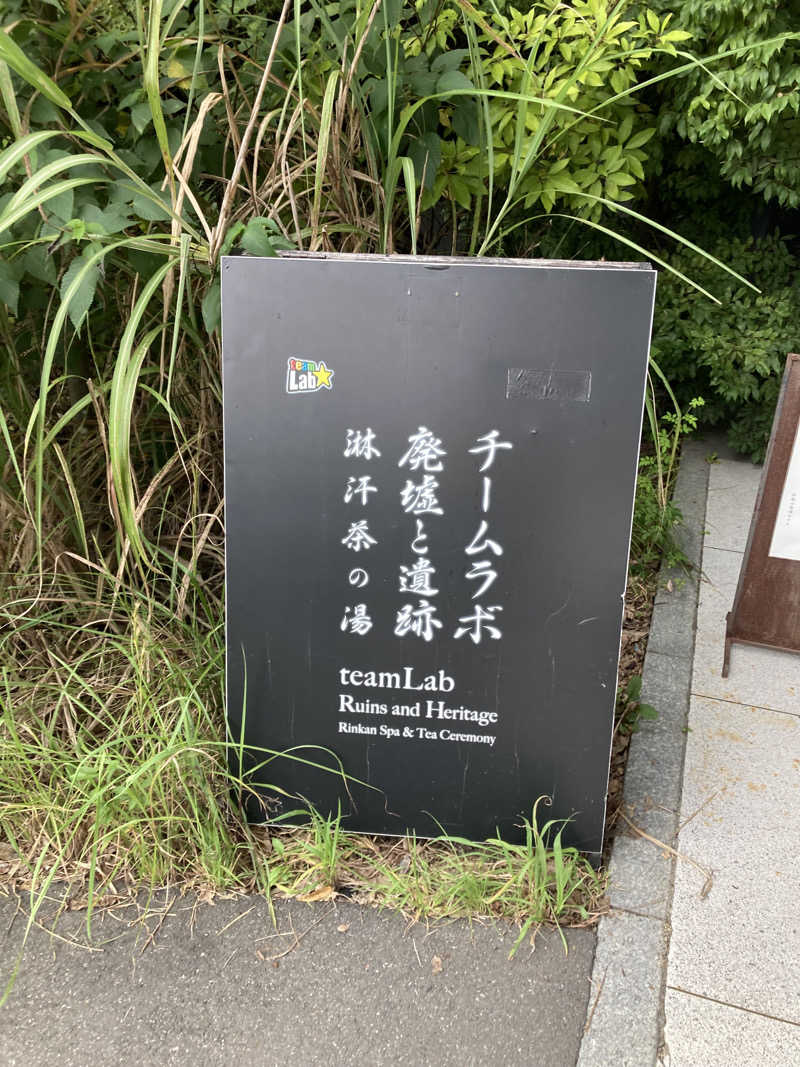 team
Lab
チームラボ
廃墟と遺跡
淋汗茶の湯
teamLab
Ruins and Heritage
Rinkan Spa & Tea Ceremony